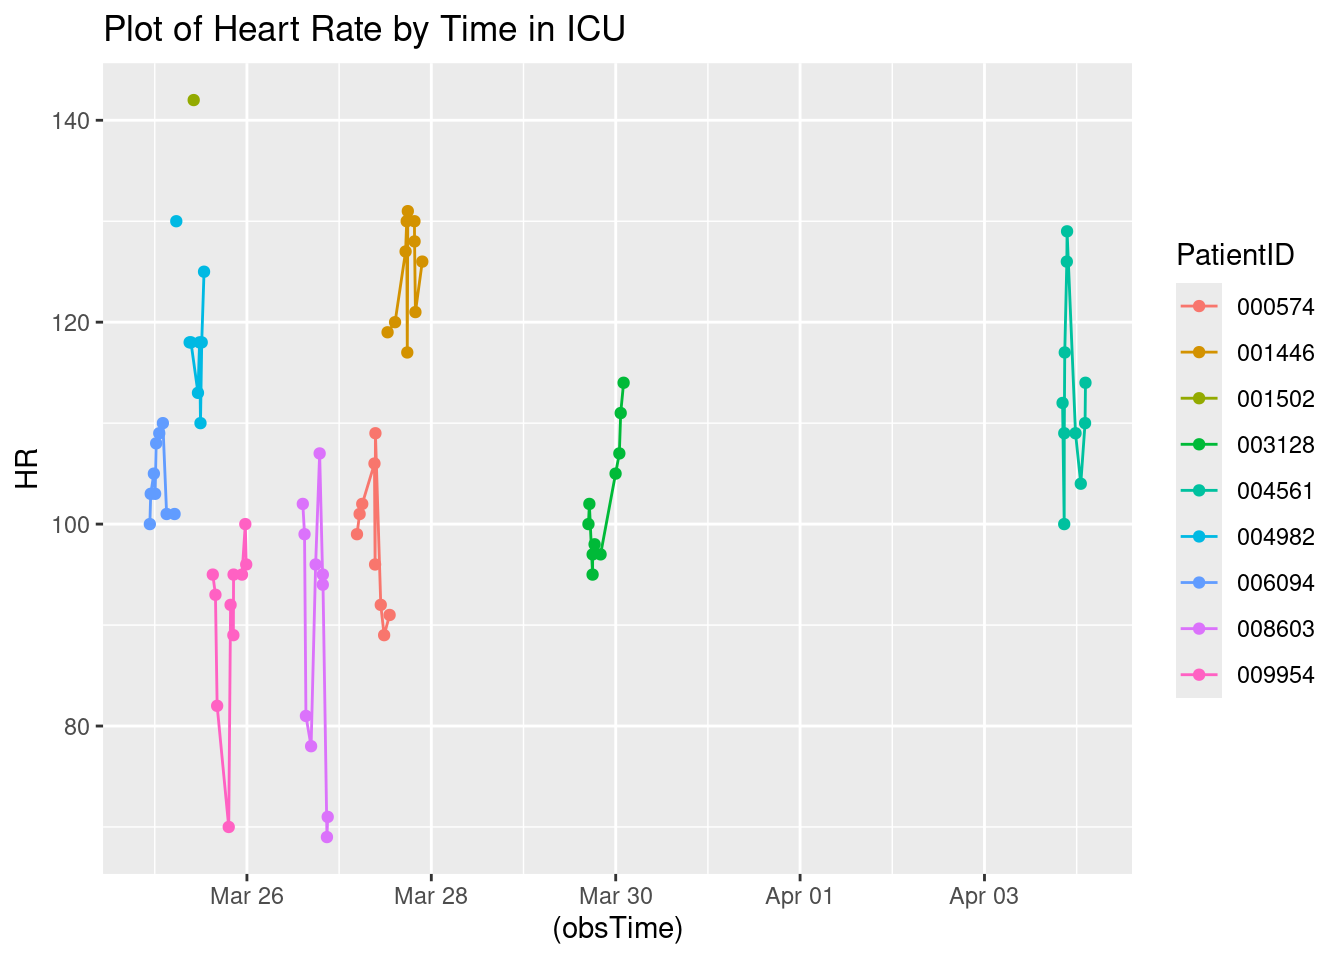 Plot of Heart Rate by Time in ICU
HR
140
120
100
80
Mar 26
Mar 28
Mar 30
Apr 01
Apr 03
(obsTime)
PatientID
000574
001446
001502
003128
004561
004982
006094
008603
009954